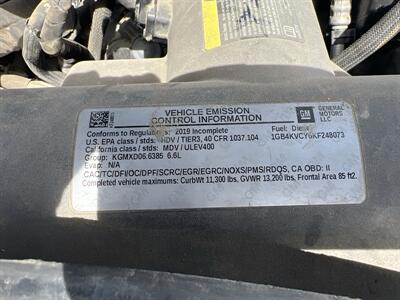 VEHICLE EMISSION
CONTROL INFORMATION
GM
GENERAL MOTORS LLC
Conforms to Regulations: 2019 Incomplete
Fuel: Diesel
U.S. EPA class / stds: HDV / TIER3, 40 CFR 1037.104
1GB4KVCY6KF248073
California class / stds: MDV / ULEV400
Group: KGMXD06.6385 6.6L
Evap: N/A
CAC/TC/DFI/OC/DPF/SCRC/EGR/EGRC/NOXS/PMS/RDQS, CA OBD: II
Completed vehicle maximums: CurbWt 11,300 lbs, GVWR 13,200 lbs, Frontal Area 85 ft2.